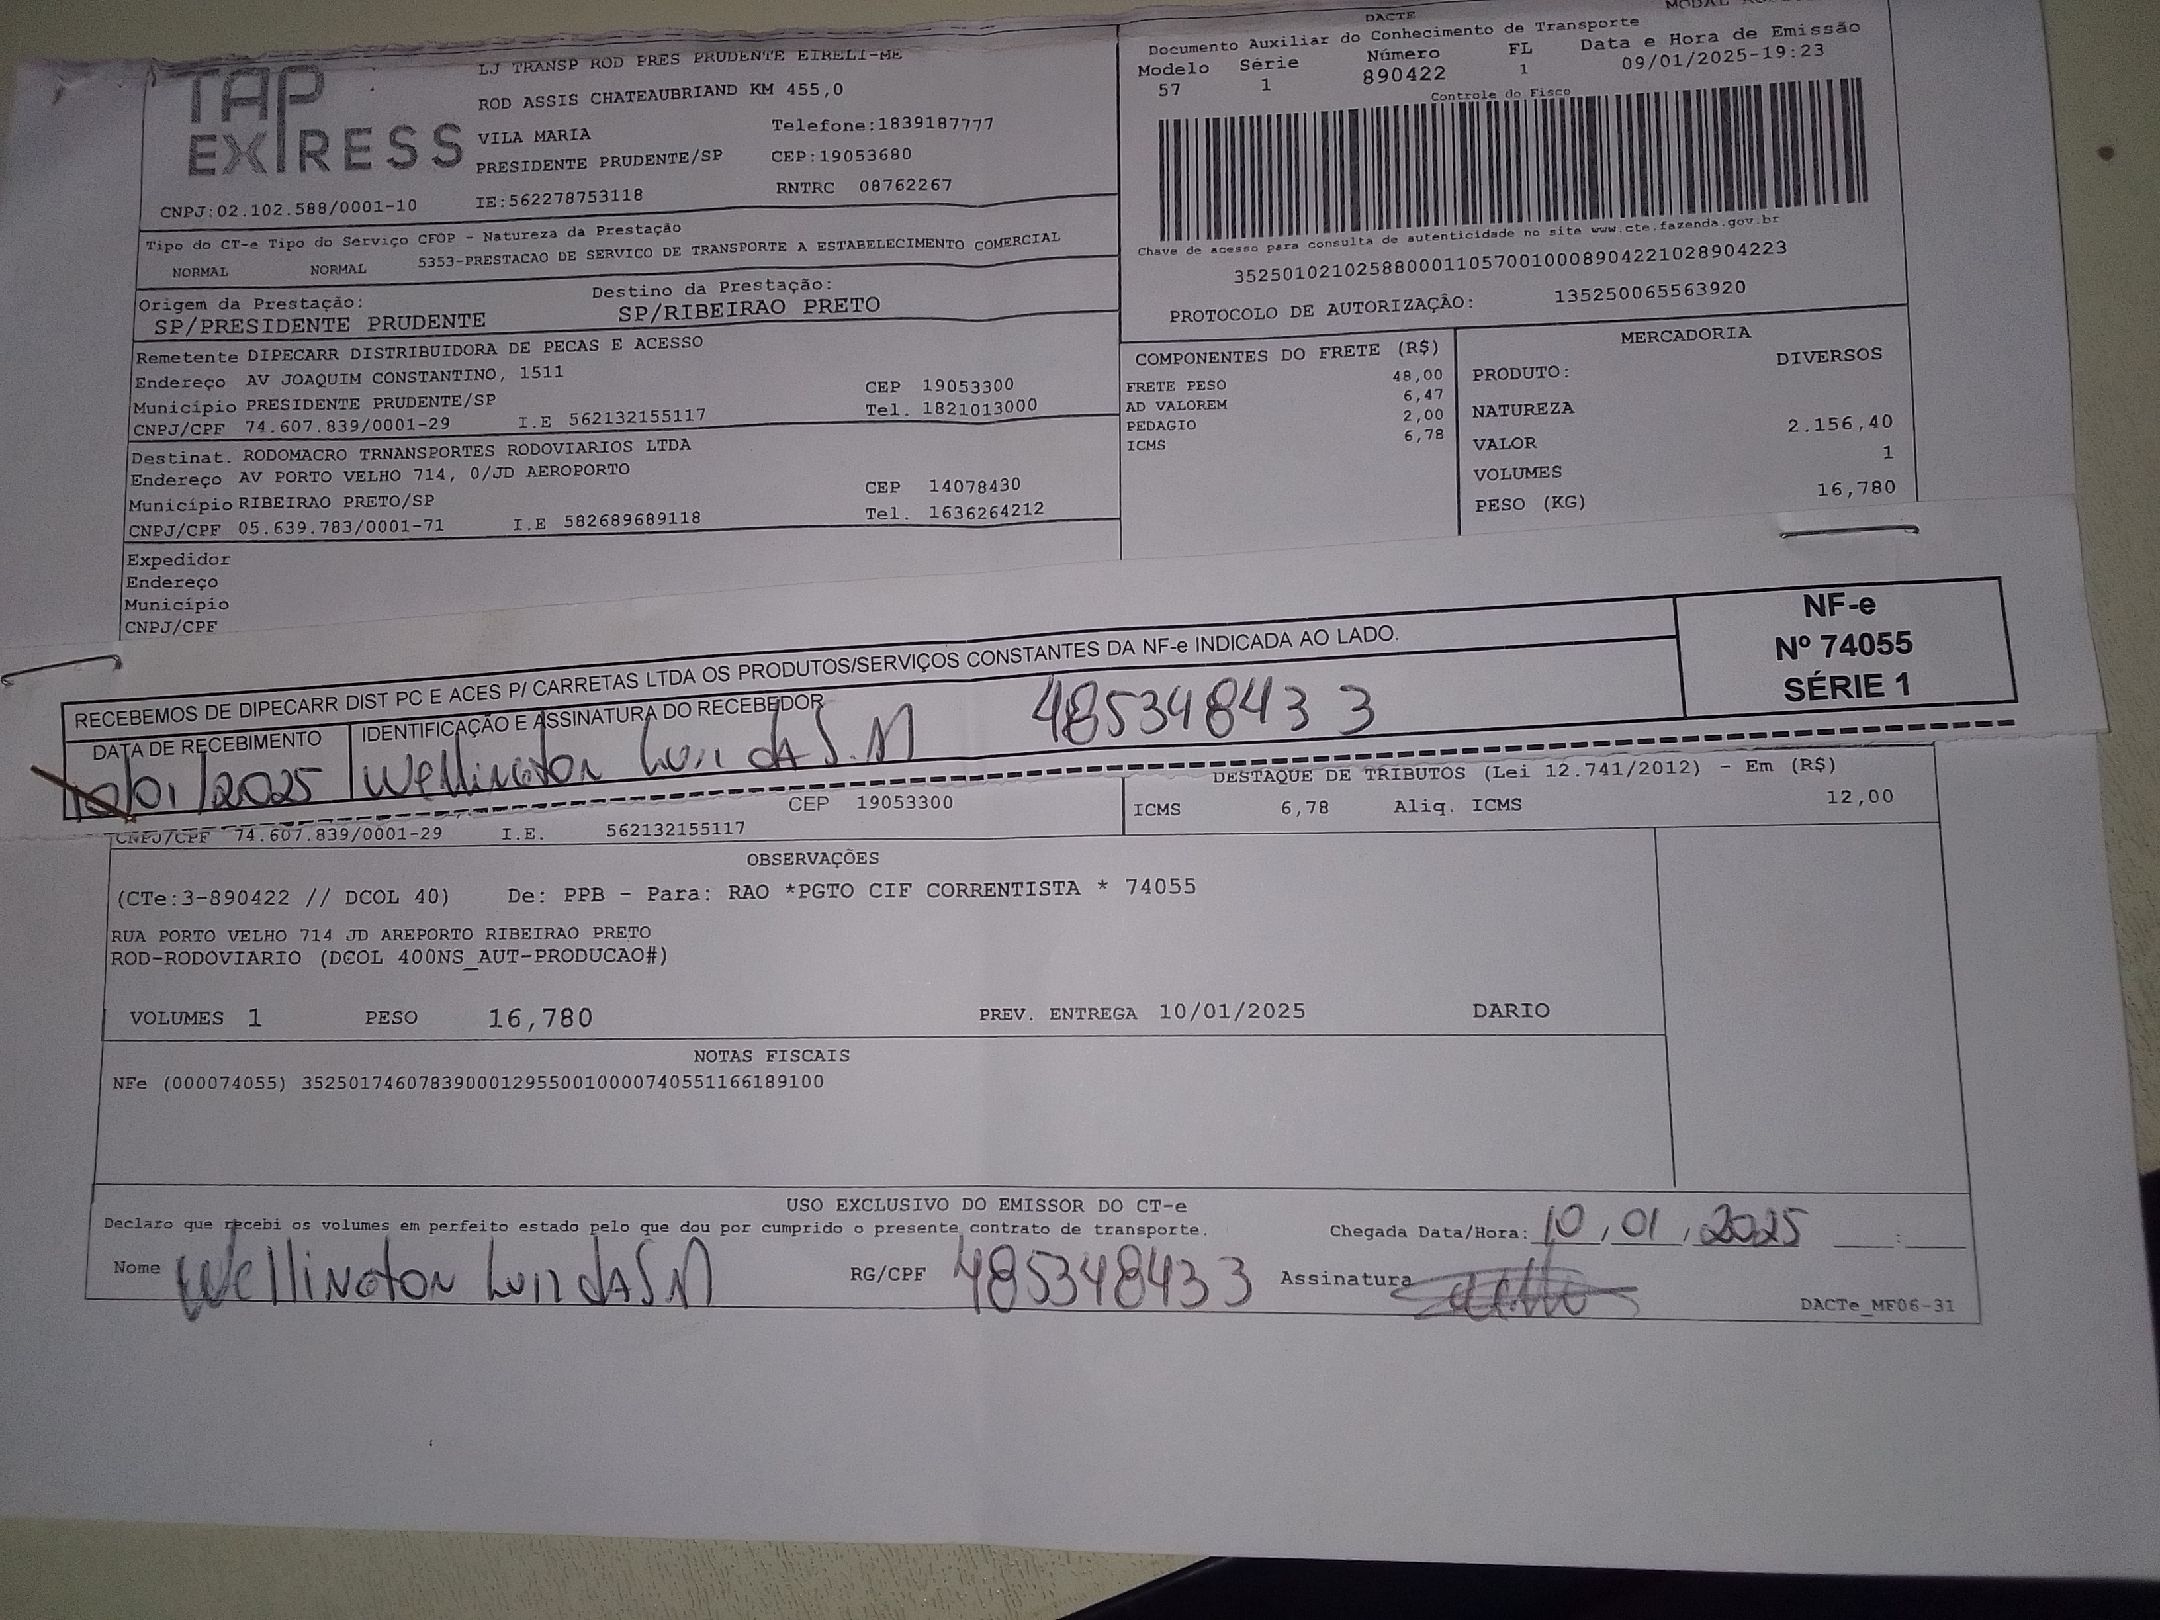 DACTE
Documento Auxiliar do Conhecimento de Transporte
Modelo Série Número FL Data e Hora de Emissão
57 1 890422 1 09/01/2025-19:23
Controle do Fisco
TAP EXPRESS
LJ TRANSP ROD PRES PRUDENTE EIRELI-ME
ROD ASSIS CHATEAUBRIAND KM 455,0
VILA MARIA Telefone:1839187777
PRESIDENTE PRUDENTE/SP CEP:19053680
CNPJ:02.102.588/0001-10 IE:562278753118 RNTRC 08762267
Tipo do CT-e Tipo do Serviço CFOP - Natureza da Prestação
NORMAL NORMAL 5353-PRESTACAO DE SERVICO DE TRANSPORTE A ESTABELECIMENTO COMERCIAL
Chave de acesso para consulta de autenticidade no site www.cte.fazenda.gov.br
35250102102588000110570010008904221028904223
PROTOCOLO DE AUTORIZAÇÃO: 135250065563920
Origem da Prestação: Destino da Prestação:
SP/PRESIDENTE PRUDENTE SP/RIBEIRAO PRETO
Remetente DIPECARR DISTRIBUIDORA DE PECAS E ACESSO
Endereço AV JOAQUIM CONSTANTINO, 1511 CEP 19053300
Município PRESIDENTE PRUDENTE/SP Tel. 1821013000
CNPJ/CPF 74.607.839/0001-29 I.E 562132155117
Destinat. RODOMACRO TRNANSPORTES RODOVIARIOS LTDA
Endereço AV PORTO VELHO 714, 0/JD AEROPORTO CEP 14078430
Município RIBEIRAO PRETO/SP Tel. 1636264212
CNPJ/CPF 05.639.783/0001-71 I.E 582689689118
Expedidor
Endereço
Município
CNPJ/CPF
COMPONENTES DO FRETE (R$)
FRETE PESO 48,00
AD VALOREM 6,47
PEDAGIO 2,00
ICMS 6,78
MERCADORIA
PRODUTO: DIVERSOS
NATUREZA
VALOR 2.156,40
VOLUMES 1
PESO (KG) 16,780
RECEBEMOS DE DIPECARR DIST PC E ACES P/ CARRETAS LTDA OS PRODUTOS/SERVIÇOS CONSTANTES DA NF-e INDICADA AO LADO.
DATA DE RECEBIMENTO IDENTIFICAÇÃO E ASSINATURA DO RECEBEDOR
10/01/2025 Wellington Luiz da S.M 485348433
NF-e
Nº 74055
SÉRIE 1
CEP 19053300
CNPJ/CPF 74.607.839/0001-29 I.E. 562132155117
DESTAQUE DE TRIBUTOS (Lei 12.741/2012) - Em (R$)
ICMS 6,78 Aliq. ICMS 12,00
OBSERVAÇÕES
(CTe:3-890422 // DCOL 40) De: PPB - Para: RAO *PGTO CIF CORRENTISTA * 74055
RUA PORTO VELHO 714 JD AREPORTO RIBEIRAO PRETO
ROD-RODOVIARIO (DCOL 400NS_AUT-PRODUCAO#)
VOLUMES 1 PESO 16,780 PREV. ENTREGA 10/01/2025 DARIO
NOTAS FISCAIS
NFe (000074055) 35250174607839000129550010000740551166189100
USO EXCLUSIVO DO EMISSOR DO CT-e
Declaro que recebi os volumes em perfeito estado pelo que dou por cumprido o presente contrato de transporte. Chegada Data/Hora: 10,01,2025 :
Nome Wellington Luiz da S M RG/CPF 485348433 Assinatura
DACTe_MF06-31